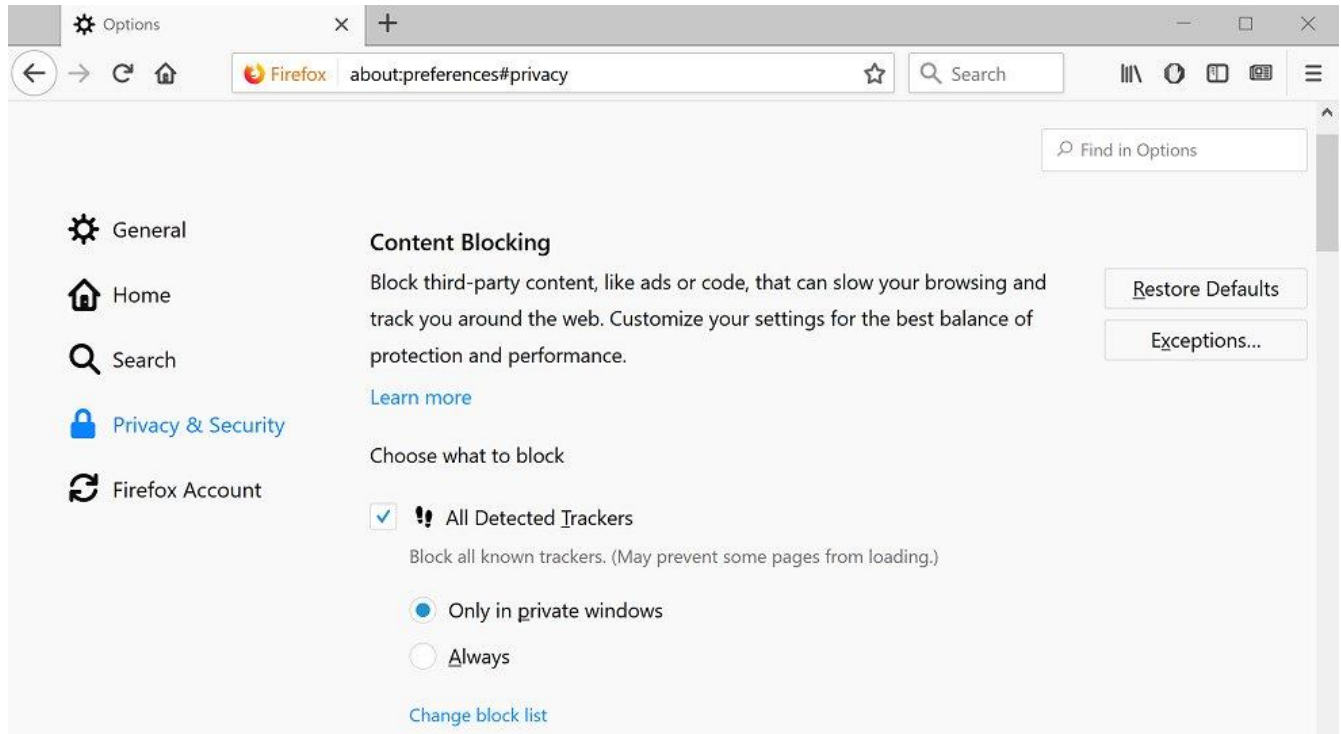 Options
Firefox about:preferences#privacy
Search
Find in Options
General
Home
Search
Privacy & Security
Firefox Account
Content Blocking
Block third-party content, like ads or code, that can slow your browsing and
track you around the web. Customize your settings for the best balance of
protection and performance.
Learn more
Restore Defaults
Exceptions...
Choose what to block
All Detected Trackers
Block all known trackers. (May prevent some pages from loading.)
Only in private windows
Always
Change block list